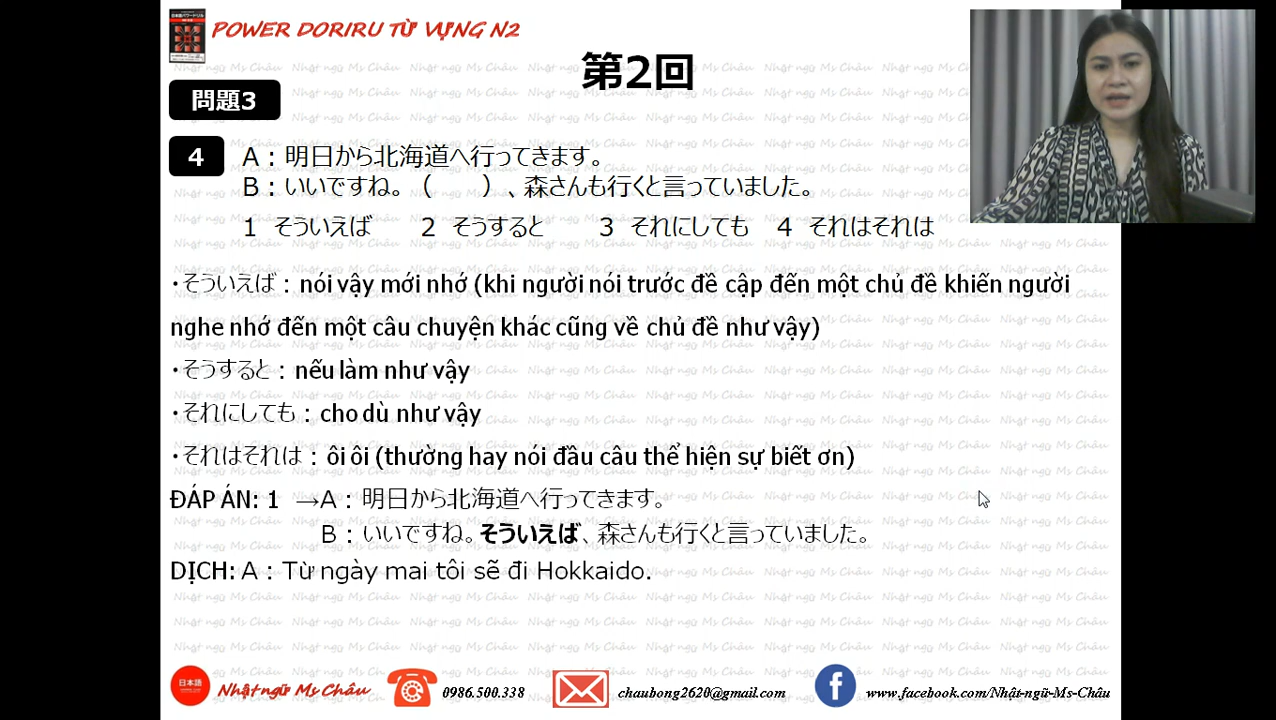 POWER DORIRU TỪ VỰNG N2
第2回
問題3
4 A：明日から北海道へ行ってきます。
B：いいですね。（　　）、森さんも行くと言っていました。
1 そういえば 2 そうすると 3 それにしても 4 それはそれは
・そういえば：nói vậy mới nhớ (khi người nói trước đề cập đến một chủ đề khiến người
nghe nhớ đến một câu chuyện khác cũng về chủ đề như vậy)
・そうすると：nếu làm như vậy
・それにしても：cho dù như vậy
・それはそれは：ôi ôi (thường hay nói đầu câu thể hiện sự biết ơn)
ĐÁP ÁN: 1 →A：明日から北海道へ行ってきます。
B：いいですね。そういえば、森さんも行くと言っていました。
DỊCH: A：Từ ngày mai tôi sẽ đi Hokkaido.
日本語 Nhật ngữ Ms Châu 0986.500.338 chaubong2620@gmail.com f www.facebook.com/Nhật-ngữ-Ms-Châu